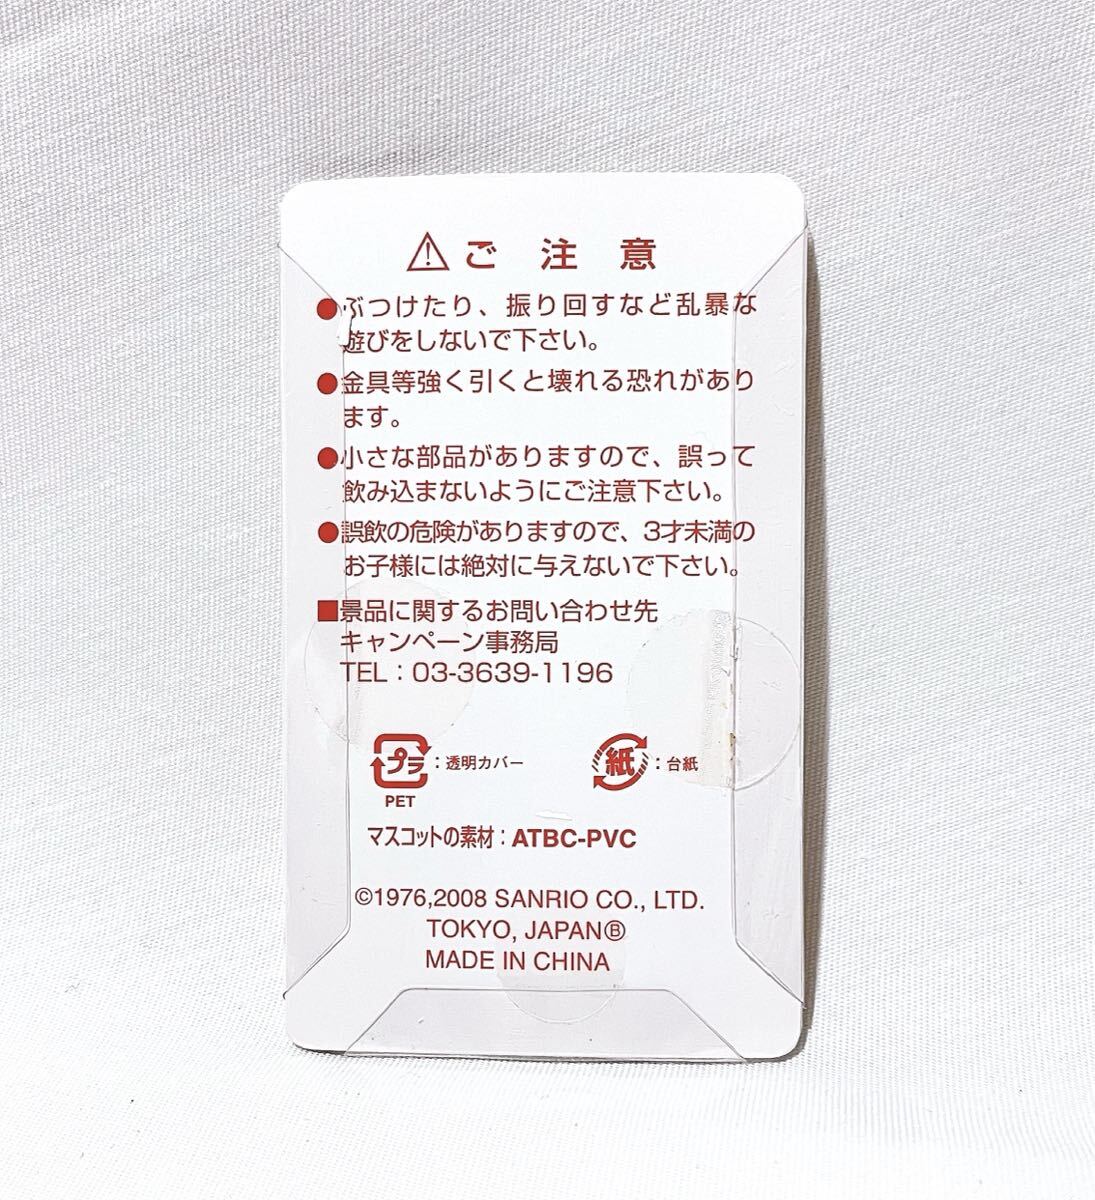 ⚠ご注意
●ぶつけたり、振り回すなど乱暴な
遊びをしないで下さい。
●金具等強く引くと壊れる恐れがあり
ます。
●小さな部品がありますので、誤って
飲み込まないようにご注意下さい。
●誤飲の危険がありますので、3才未満の
お子様には絶対に与えないで下さい。
■景品に関するお問い合わせ先
キャンペーン事務局
TEL：03-3639-1196
プラ：透明カバー 紙：台紙
PET
マスコットの素材：ATBC-PVC
©1976,2008 SANRIO CO., LTD.
TOKYO, JAPANⒷ
MADE IN CHINA